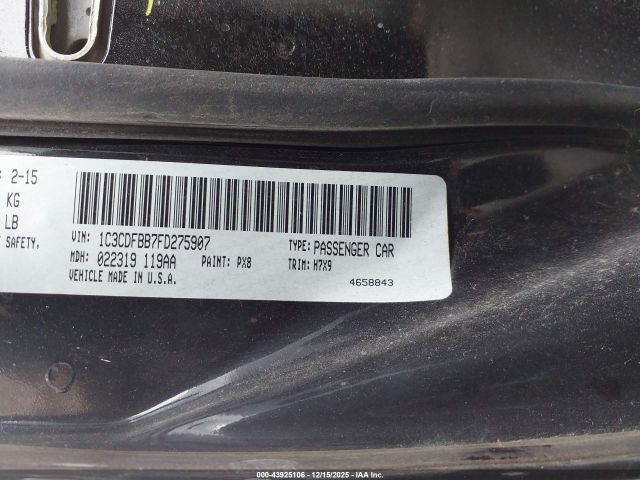 2-15
KG
LB
SAFETY.
VIN: 1C3CDFBB7FD275907 TYPE: PASSENGER CAR
MDH: 022319 119AA PAINT: PX8 TRIM: H7X9
VEHICLE MADE IN U.S.A.
4658843
000-43925106 - 12/15/2025 - IAA Inc.